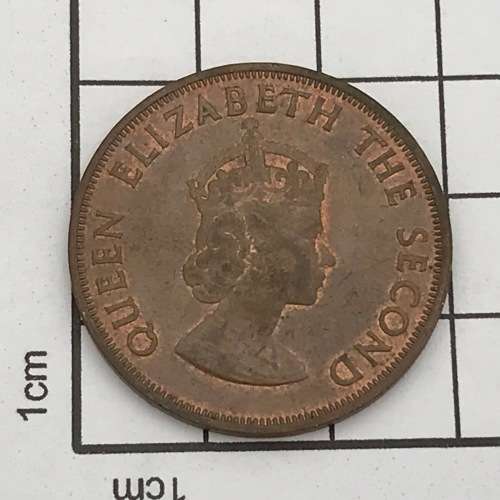 QUEEN ELIZABETH THE SECOND
1cm
1cm